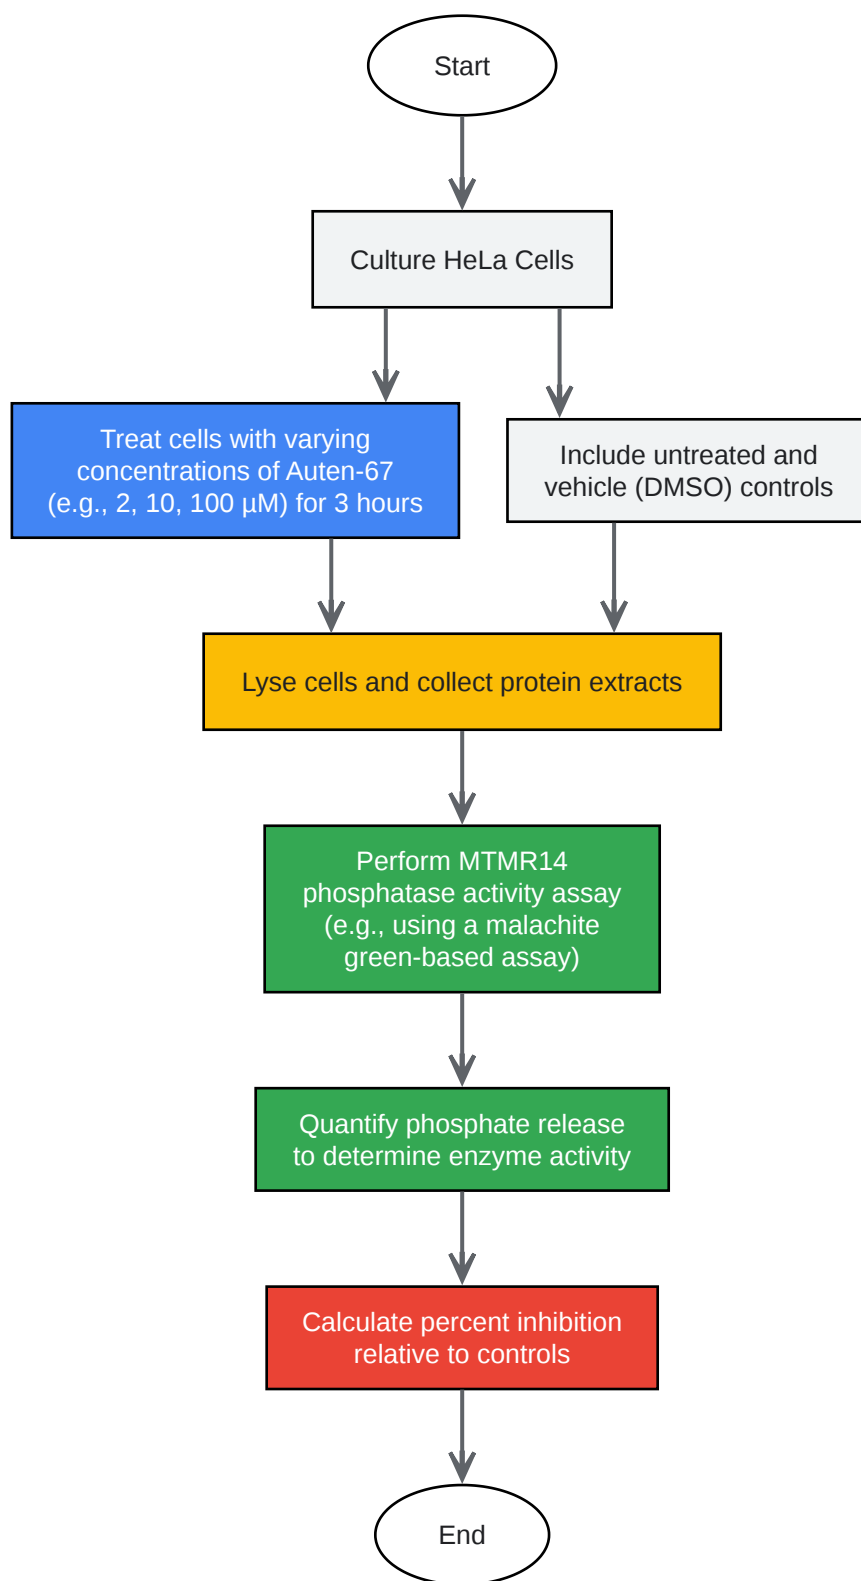 Start
Culture HeLa Cells
Treat cells with varying
concentrations of Auten-67
(e.g., 2, 10, 100 µM) for 3 hours
Include untreated and
vehicle (DMSO) controls
Lyse cells and collect protein extracts
Perform MTMR14
phosphatase activity assay
(e.g., using a malachite
green-based assay)
Quantify phosphate release
to determine enzyme activity
Calculate percent inhibition
relative to controls
End